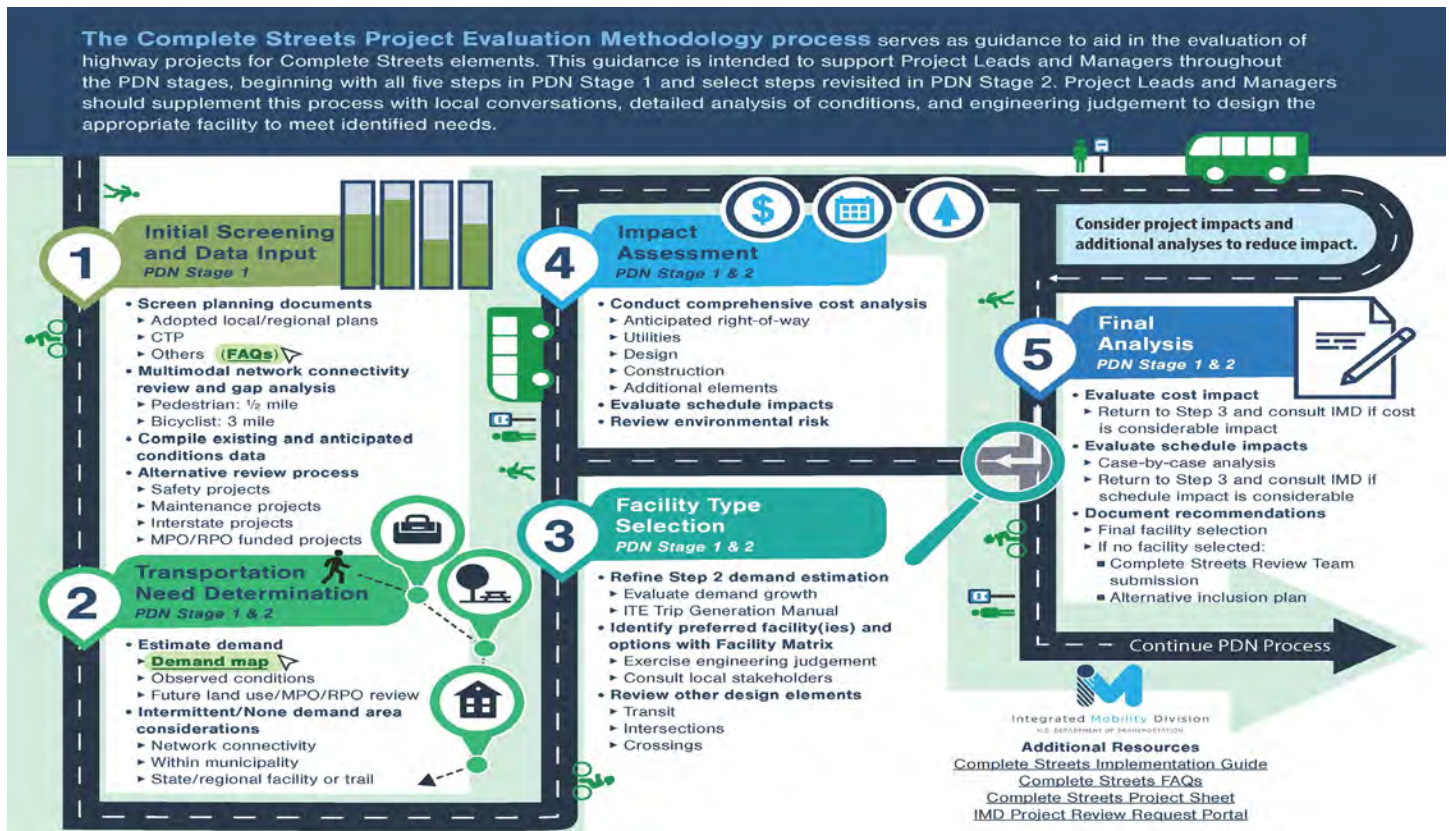 The Complete Streets Project Evaluation Methodology process serves as guidance to aid in the evaluation of
highway projects for Complete Streets elements. This guidance is intended to support Project Leads and Managers throughout
the PDN stages, beginning with all five steps in PDN Stage 1 and select steps revisited in PDN Stage 2. Project Leads and Managers
should supplement this process with local conversations, detailed analysis of conditions, and engineering judgement to design the
appropriate facility to meet identified needs.
1
Initial Screening
and Data Input
PDN Stage 1
• Screen planning documents
► Adopted local/regional plans
► CTP
► Others (FAQs)
• Multimodal network connectivity
review and gap analysis
► Pedestrian: ½ mile
► Bicyclist: 3 mile
• Compile existing and anticipated
conditions data
• Alternative review process
► Safety projects
► Maintenance projects
► Interstate projects
► MPO/RPO funded projects
2
Transportation
Need Determination
PDN Stage 1 & 2
• Estimate demand
► Demand map
► Observed conditions
► Future land use/MPO/RPO review
• Intermittent/None demand area
considerations
► Network connectivity
► Within municipality
► State/regional facility or trail
3
Facility Type
Selection
PDN Stage 1 & 2
• Refine Step 2 demand estimation
► Evaluate demand growth
► ITE Trip Generation Manual
• Identify preferred facility(ies) and
options with Facility Matrix
► Exercise engineering judgement
► Consult local stakeholders
• Review other design elements
► Transit
► Intersections
► Crossings
4
Impact
Assessment
PDN Stage 1 & 2
$
• Conduct comprehensive cost analysis
► Anticipated right-of-way
► Utilities
► Design
► Construction
► Additional elements
• Evaluate schedule impacts
• Review environmental risk
Consider project impacts and
additional analyses to reduce impact.
5
Final
Analysis
PDN Stage 1 & 2
• Evaluate cost impact
► Return to Step 3 and consult IMD if cost
is considerable impact
• Evaluate schedule impacts
► Case-by-case analysis
► Return to Step 3 and consult IMD if
schedule impact is considerable
• Document recommendations
► Final facility selection
► If no facility selected:
■ Complete Streets Review Team
submission
■ Alternative inclusion plan
Continue PDN Process
Integrated Mobility Division
DEPARTMENT OF TRANSPORTATION
Additional Resources
Complete Streets Implementation Guide
Complete Streets FAQs
Complete Streets Project Sheet
IMD Project Review Request Portal